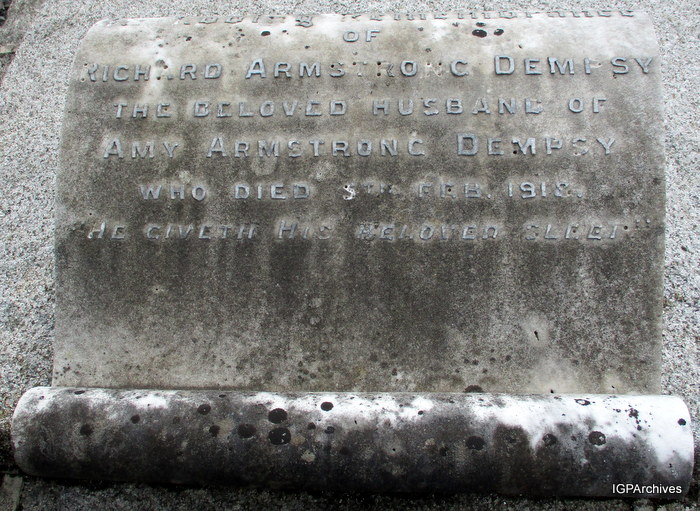 OF
RICHARD ARMSTRONG DEMPSY
THE BELOVED HUSBAND OF
AMY ARMSTRONG DEMPSY
WHO DIED 5TH FEB. 1918.
"HE GIVETH HIS BELOVED SLEEP"
IGPArchives